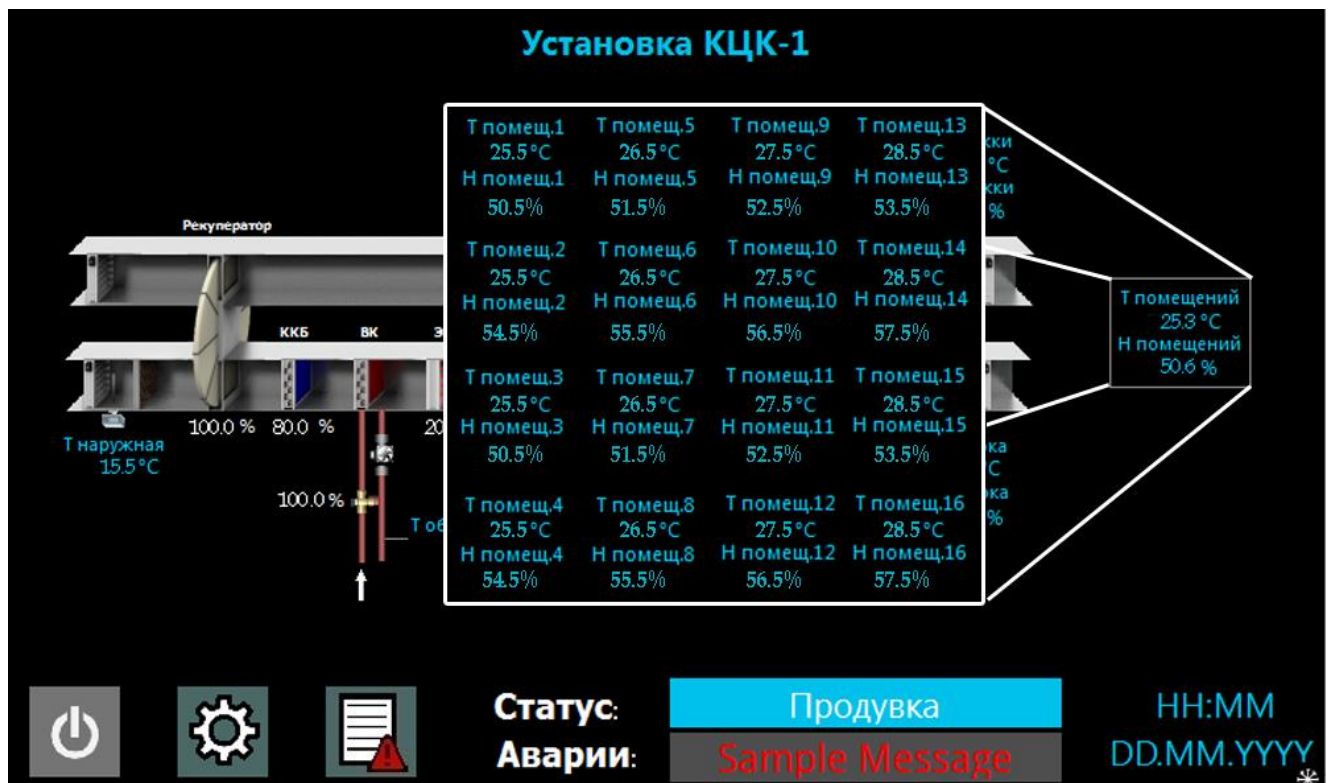 Установка КЦК-1
Т помещ.1 Т помещ.5 Т помещ.9 Т помещ.13
25.5°C 26.5°C 27.5°C 28.5°C
Н помещ.1 Н помещ.5 Н помещ.9 Н помещ.13
50.5% 51.5% 52.5% 53.5%
Т помещ.2 Т помещ.6 Т помещ.10 Т помещ.14
25.5°C 26.5°C 27.5°C 28.5°C
Н помещ.2 Н помещ.6 Н помещ.10 Н помещ.14
54.5% 55.5% 56.5% 57.5%
Т помещ.3 Т помещ.7 Т помещ.11 Т помещ.15
25.5°C 26.5°C 27.5°C 28.5°C
Н помещ.3 Н помещ.7 Н помещ.11 Н помещ.15
50.5% 51.5% 52.5% 53.5%
Т помещ.4 Т помещ.8 Т помещ.12 Т помещ.16
25.5°C 26.5°C 27.5°C 28.5°C
Н помещ.4 Н помещ.8 Н помещ.12 Н помещ.16
54.5% 55.5% 56.5% 57.5%
°C
%
Рекуператор
ККБ ВК
Т помещений
25.3 °C
Н помещений
50.6 %
100.0 % 80.0 % 20
Т наружная
15.5°C
100.0 %
%
Статус: Продувка
Аварии: Sample Message
HH:MM
DD.MM.YYYY